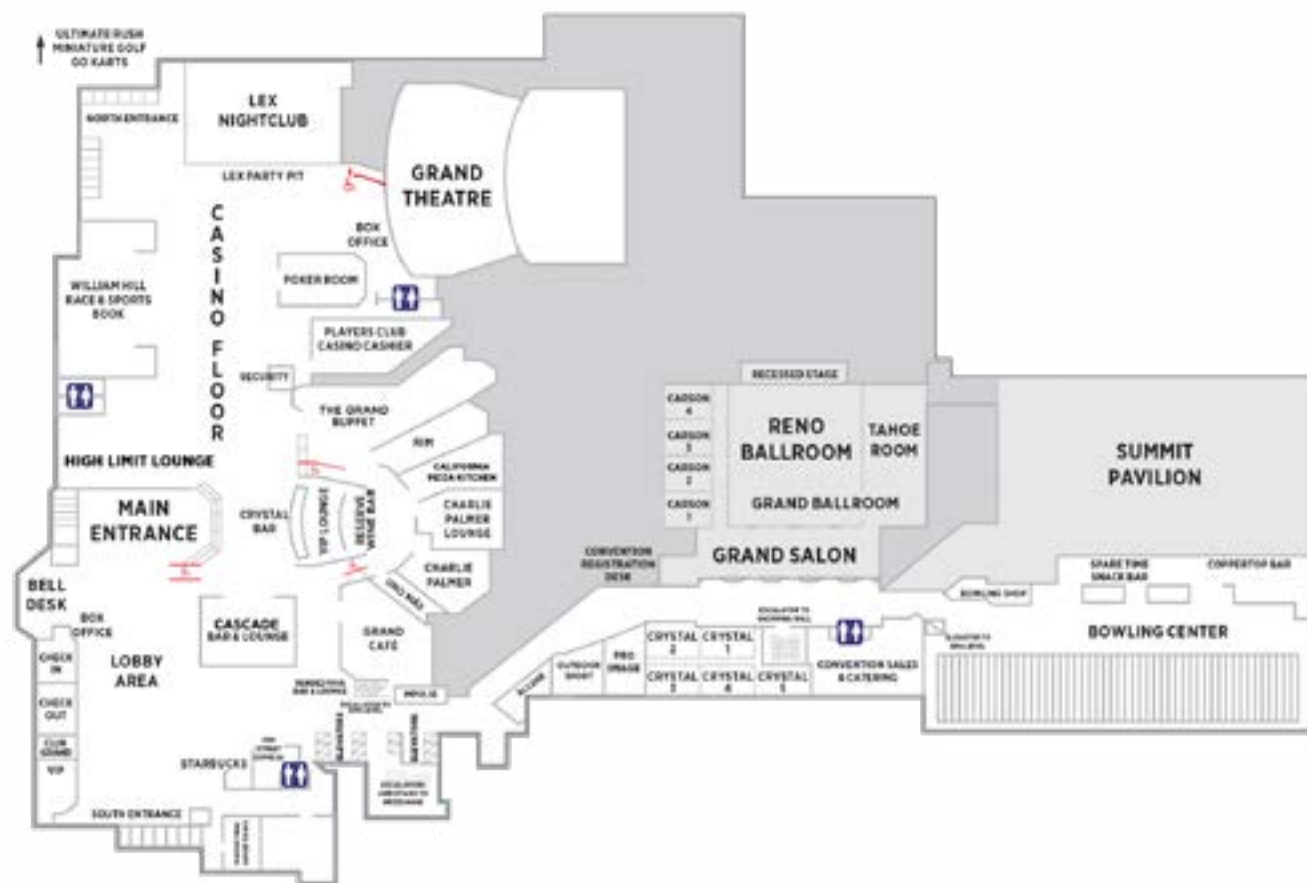 ULTIMATE RUSH
MINIATURE GOLF
GO KARTS
NORTH ENTRANCE
LEX
NIGHTCLUB
LEX PARTY PIT
GRAND
THEATRE
BOX
OFFICE
CASINO FLOOR
POKER ROOM
WILLIAM HILL
RACE & SPORTS
BOOK
PLAYERS CLUB
CASINO CASHIER
SECURITY
THE GRAND
BUFFET
RIM
CALIFORNIA
PIZZA KITCHEN
CHARLIE
PALMER
LOUNGE
CHARLIE
PALMER
HIGH LIMIT LOUNGE
MAIN
ENTRANCE
CRYSTAL
BAR
VIP LOUNGE
RESERVE
WINE BAR
BELL
DESK
BOX
OFFICE
CASCADE
BAR & LOUNGE
GRAND
CAFÉ
CHECK
IN
LOBBY
AREA
CHECK
OUT
CLUB
GRAND
VIP
STARBUCKS
SOUTH ENTRANCE
IMPULSE
ELEVATORS
ELEVATORS
RECESSED STAGE
CARSON
4
CARSON
3
CARSON
2
CARSON
1
RENO
BALLROOM
TAHOE
ROOM
GRAND BALLROOM
GRAND SALON
CONVENTION
REGISTRATION
DESK
SUMMIT
PAVILION
SPARE TIME
SNACK BAR
COPPERTOP BAR
BOWLING SHOP
BOWLING CENTER
ESCALATOR TO
ALLURE
OUTDOOR
SPORT
PRO
IMAGE
CRYSTAL
2
CRYSTAL
1
CRYSTAL
3
CRYSTAL
4
CRYSTAL
5
CONVENTION SALES
& CATERING